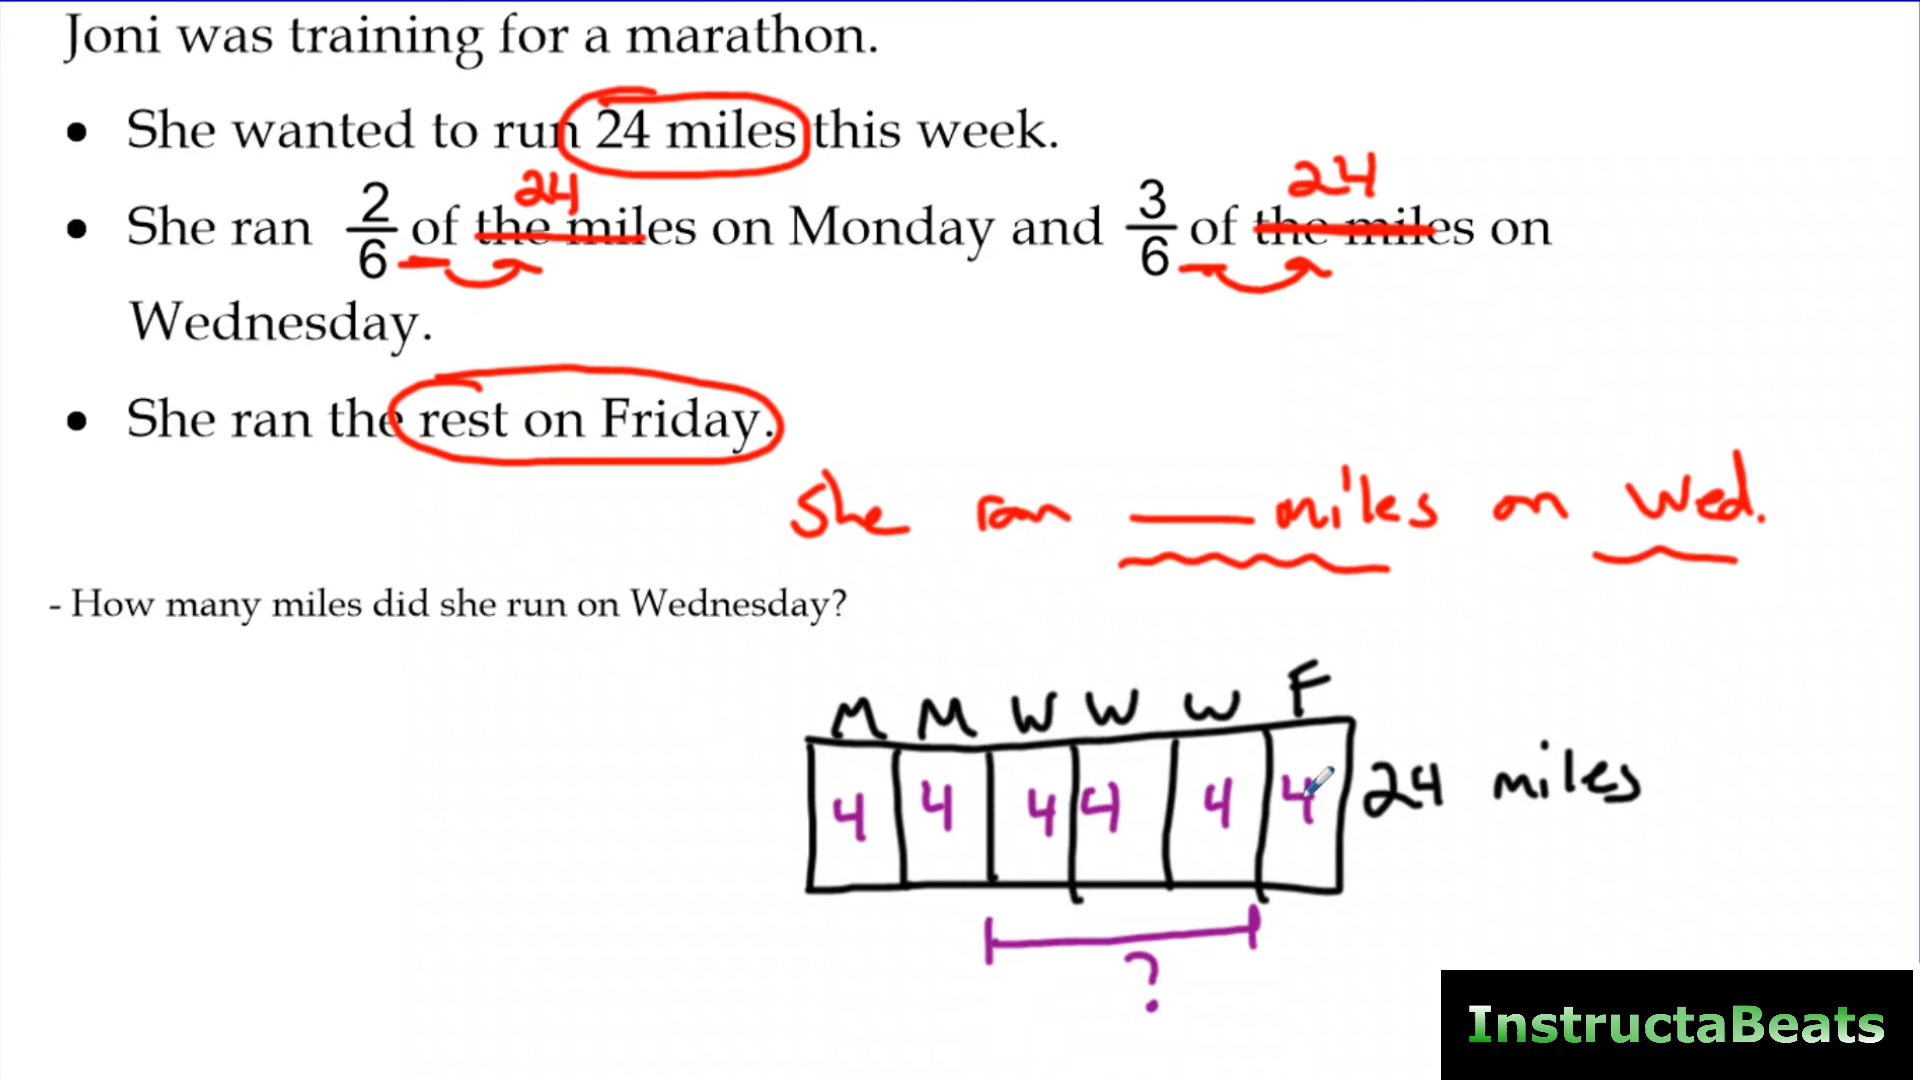 Joni was training for a marathon.
• She wanted to run 24 miles this week.
24 24
• She ran 2/6 of the miles on Monday and 3/6 of the miles on
Wednesday.
• She ran the rest on Friday.
She ran ___ miles on Wed.
- How many miles did she run on Wednesday?
M M W W W F
4 4 4 4 4 4 24 miles
?
InstructaBeats